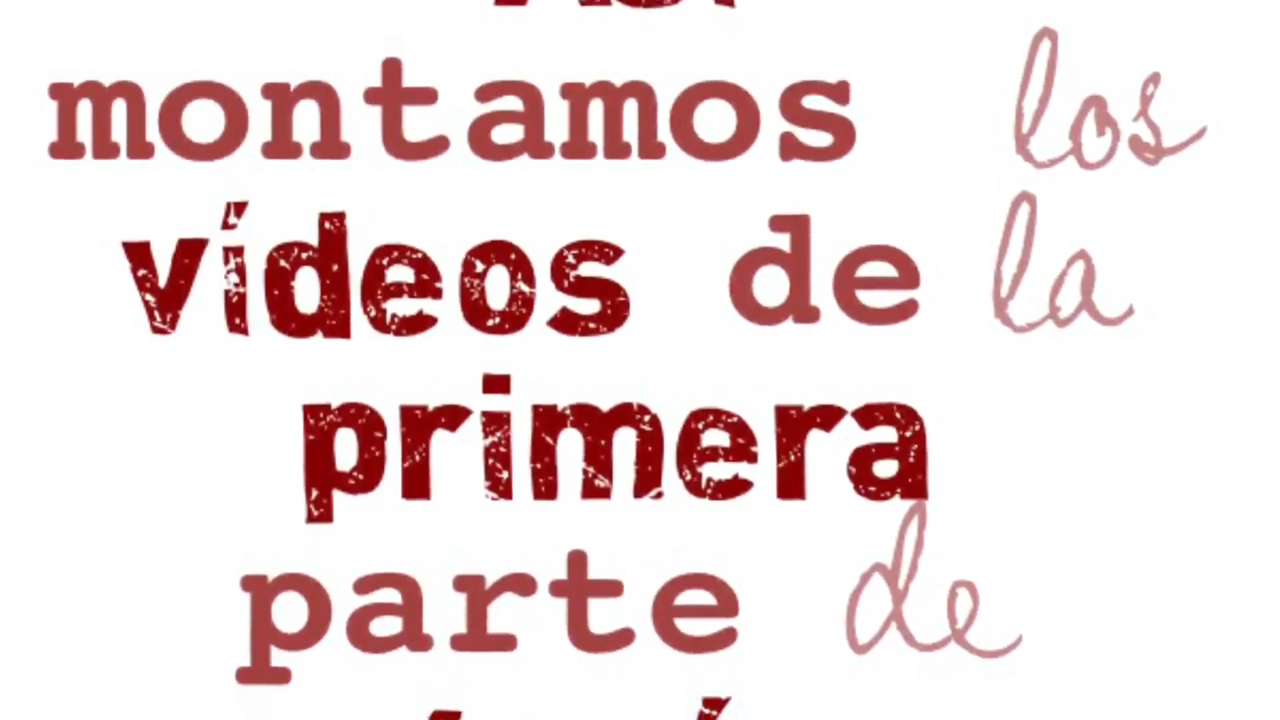 montamos los
vídeos de la
primera
parte de